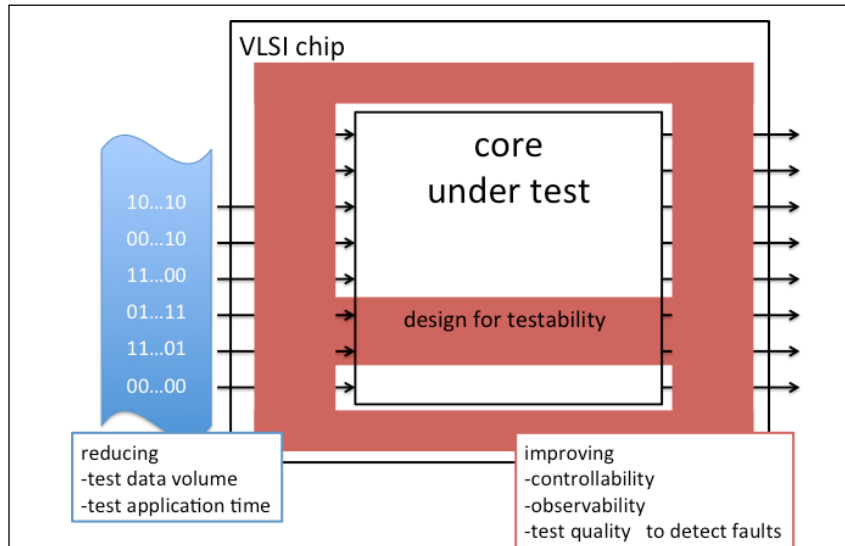 VLSI chip
core
under test
10...10
00...10
11...00
01...11
11...01
00...00
design for testability
reducing
-test data volume
-test application time
improving
-controllability
-observability
-test quality to detect faults